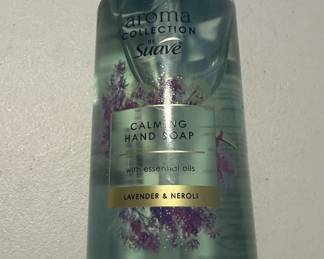 aroma
COLLECTION
BY
Suave
CALMING
HAND SOAP
with essential oils
LAVENDER & NEROLI